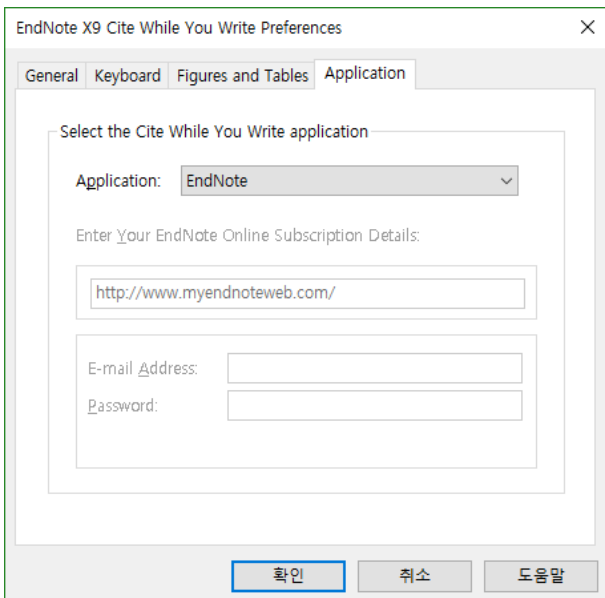 EndNote X9 Cite While You Write Preferences
General Keyboard Figures and Tables Application
Select the Cite While You Write application
Application: EndNote
Enter Your EndNote Online Subscription Details:
http://www.myendnoteweb.com/
E-mail Address:
Password:
확인 취소 도움말